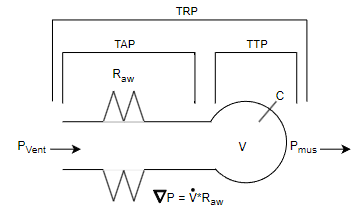 TRP
TAP TTP
Raw
C
PVent V Pmus
∇P = V̇*Raw